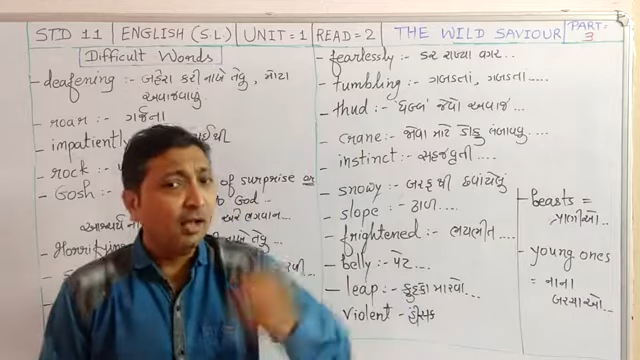 STD 11 ENGLISH (S.L.) UNIT=1 READ=2 THE WILD SAVIOUR PART:- 3
Difficult Words
- deafening :- બહેરા કરી નાખે તેવુ, મોટા
અવાજવાળુ
- roar :- ગર્જના
- impatiently
- rock :-
- Gosh :- of surprise or
to God -
- Horrifying
- fearlessly :- ડર રાખ્યા વગર...
- tumbling :- ગબડતાં, ગબડતા....
- thud :- 'ધબ્બ' જેવો અવાજ...
- crane :- જોવા માટે ડોકુ લંબાવવુ...
- instinct :- સહજવૃતી....
- snowy :- બરફથી છવાયેલું
- slope :- ઢાળ....
- frightened :- ભયભીત....
- belly :- પેટ...
- leap :- કુદકો મારવો...
- violent - હીંસક
- beasts =
પ્રાણીઓ...
- young ones
= નાના
બચ્ચાઓ...